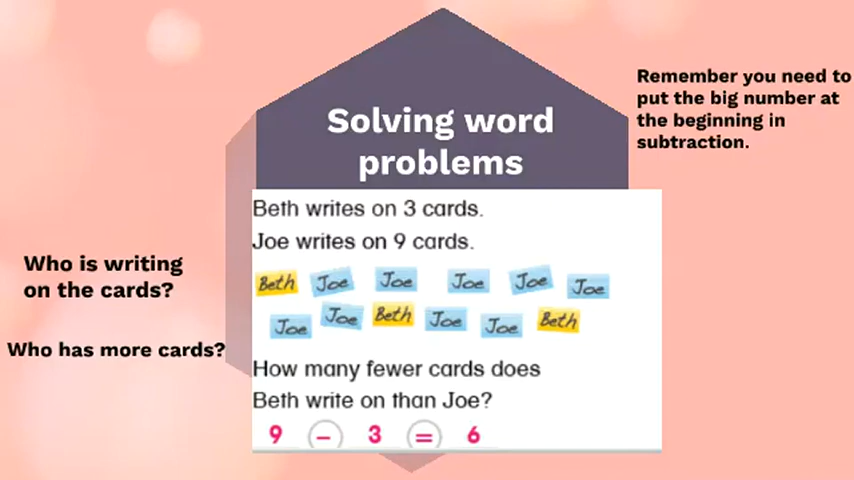 Solving word
problems
Remember you need to
put the big number at
the beginning in
subtraction.
Who is writing
on the cards?
Who has more cards?
Beth writes on 3 cards.
Joe writes on 9 cards.
Beth Joe Joe Joe Joe Joe
Joe Joe Beth Joe Joe Beth
How many fewer cards does
Beth write on than Joe?
9 - 3 = 6